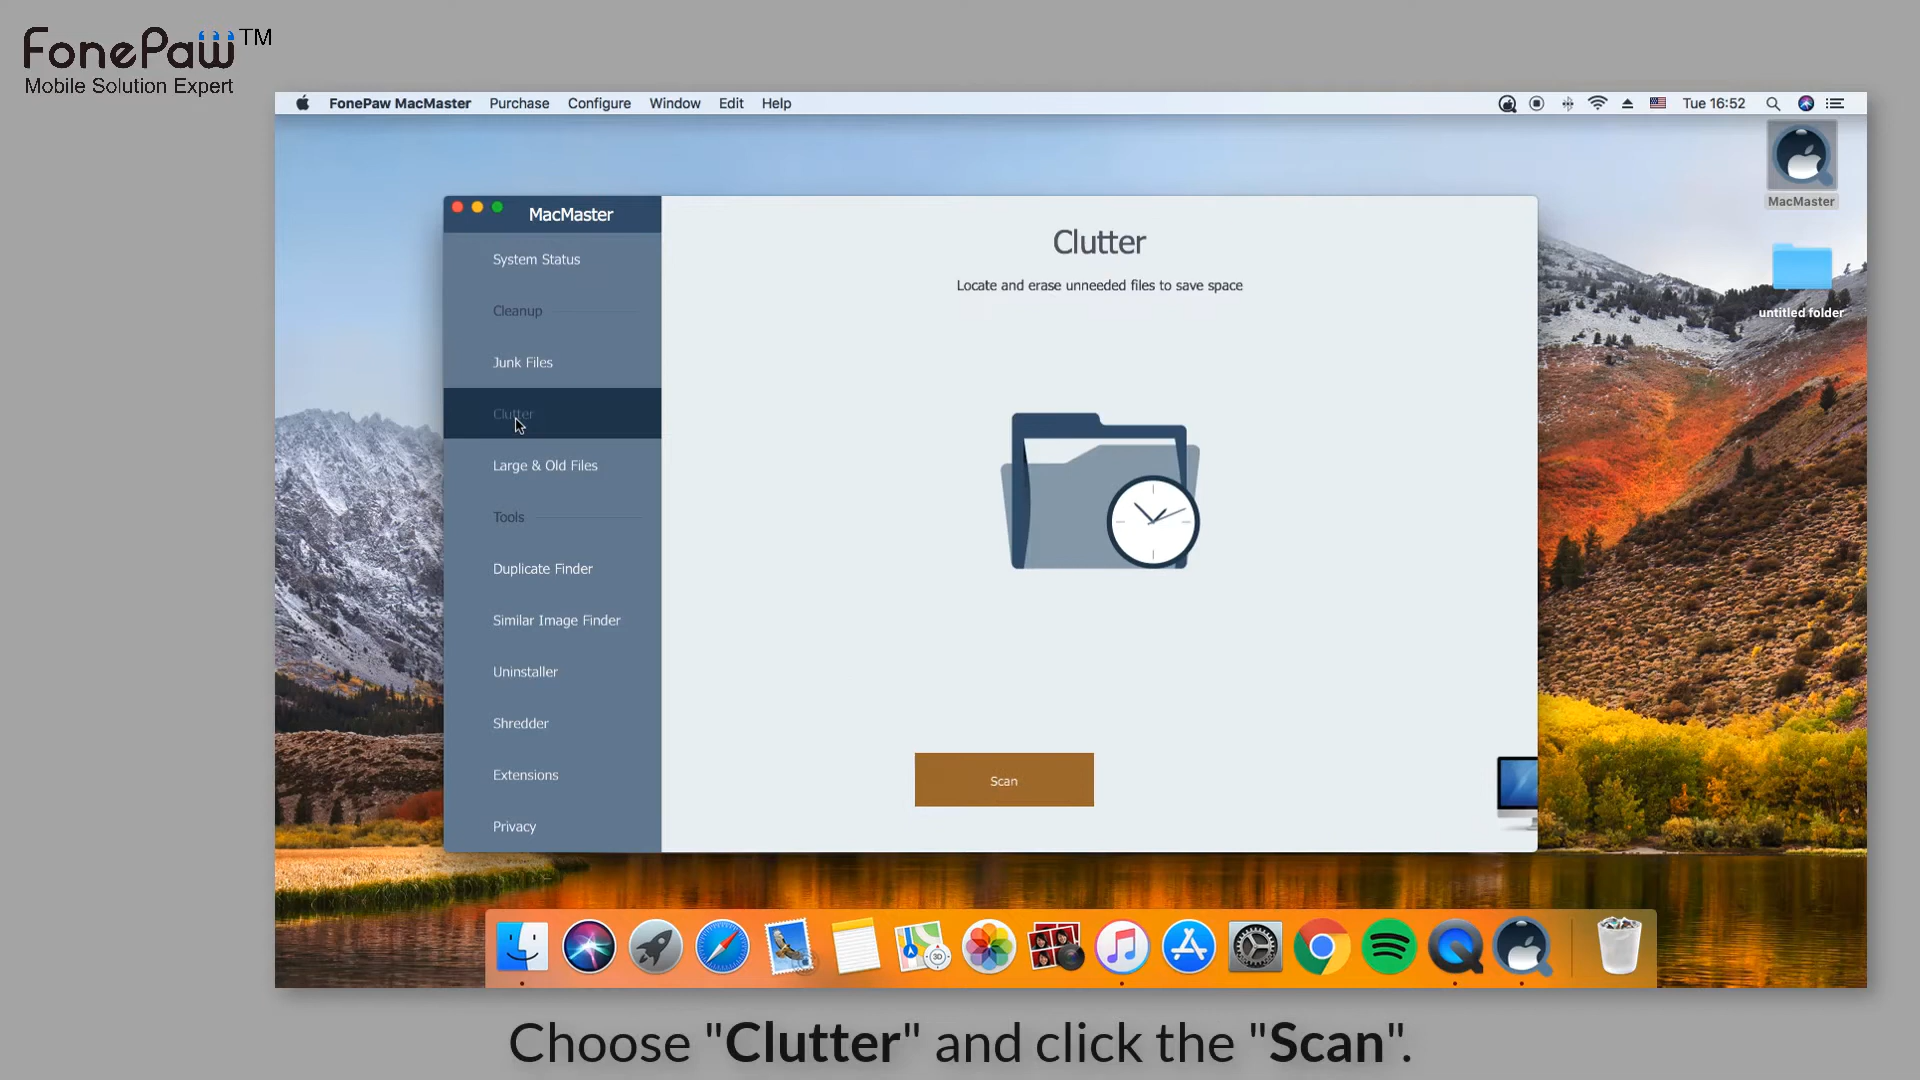 FonePaw™
Mobile Solution Expert
FonePaw MacMaster Purchase Configure Window Edit Help Tue 16:52
MacMaster
untitled folder
MacMaster
System Status
Cleanup
Junk Files
Clutter
Large & Old Files
Tools
Duplicate Finder
Similar Image Finder
Uninstaller
Shredder
Extensions
Privacy
Clutter
Locate and erase unneeded files to save space
Scan
3D
Choose "Clutter" and click the "Scan".